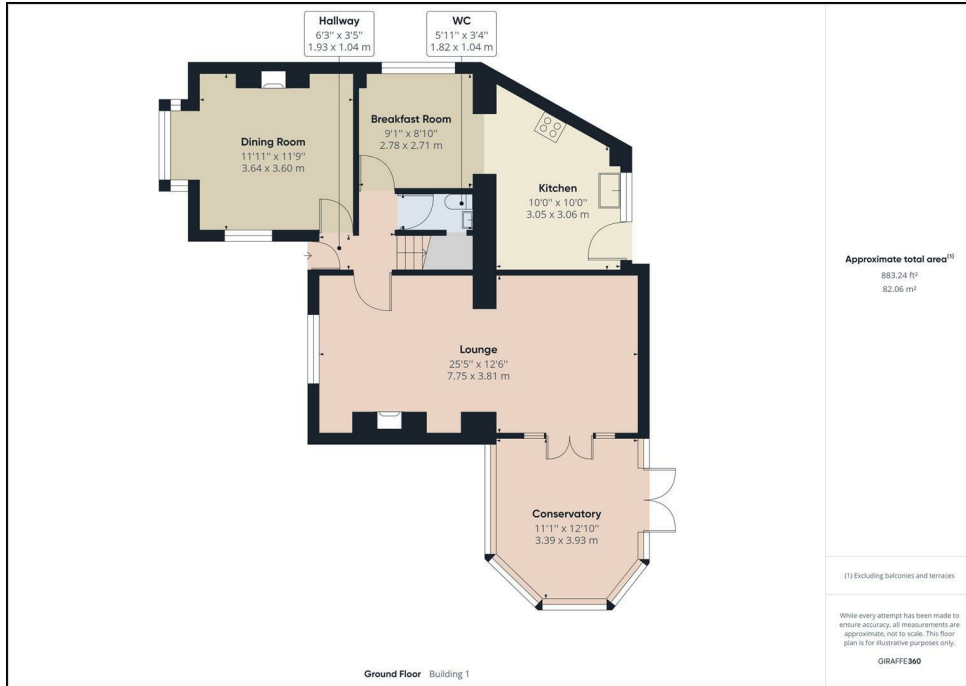 Hallway
6'3'' x 3'5''
1.93 x 1.04 m
WC
5'11'' x 3'4''
1.82 x 1.04 m
Breakfast Room
9'1'' x 8'10''
2.78 x 2.71 m
Dining Room
11'11'' x 11'9''
3.64 x 3.60 m
Kitchen
10'0'' x 10'0''
3.05 x 3.06 m
Lounge
25'5'' x 12'6''
7.75 x 3.81 m
Conservatory
11'1'' x 12'10''
3.39 x 3.93 m
Ground Floor Building 1
Approximate total area(1)
883.24 ft²
82.06 m²
(1) Excluding balconies and terraces
While every attempt has been made to
ensure accuracy, all measurements are
approximate, not to scale. This floor
plan is for illustrative purposes only.
GIRAFFE360